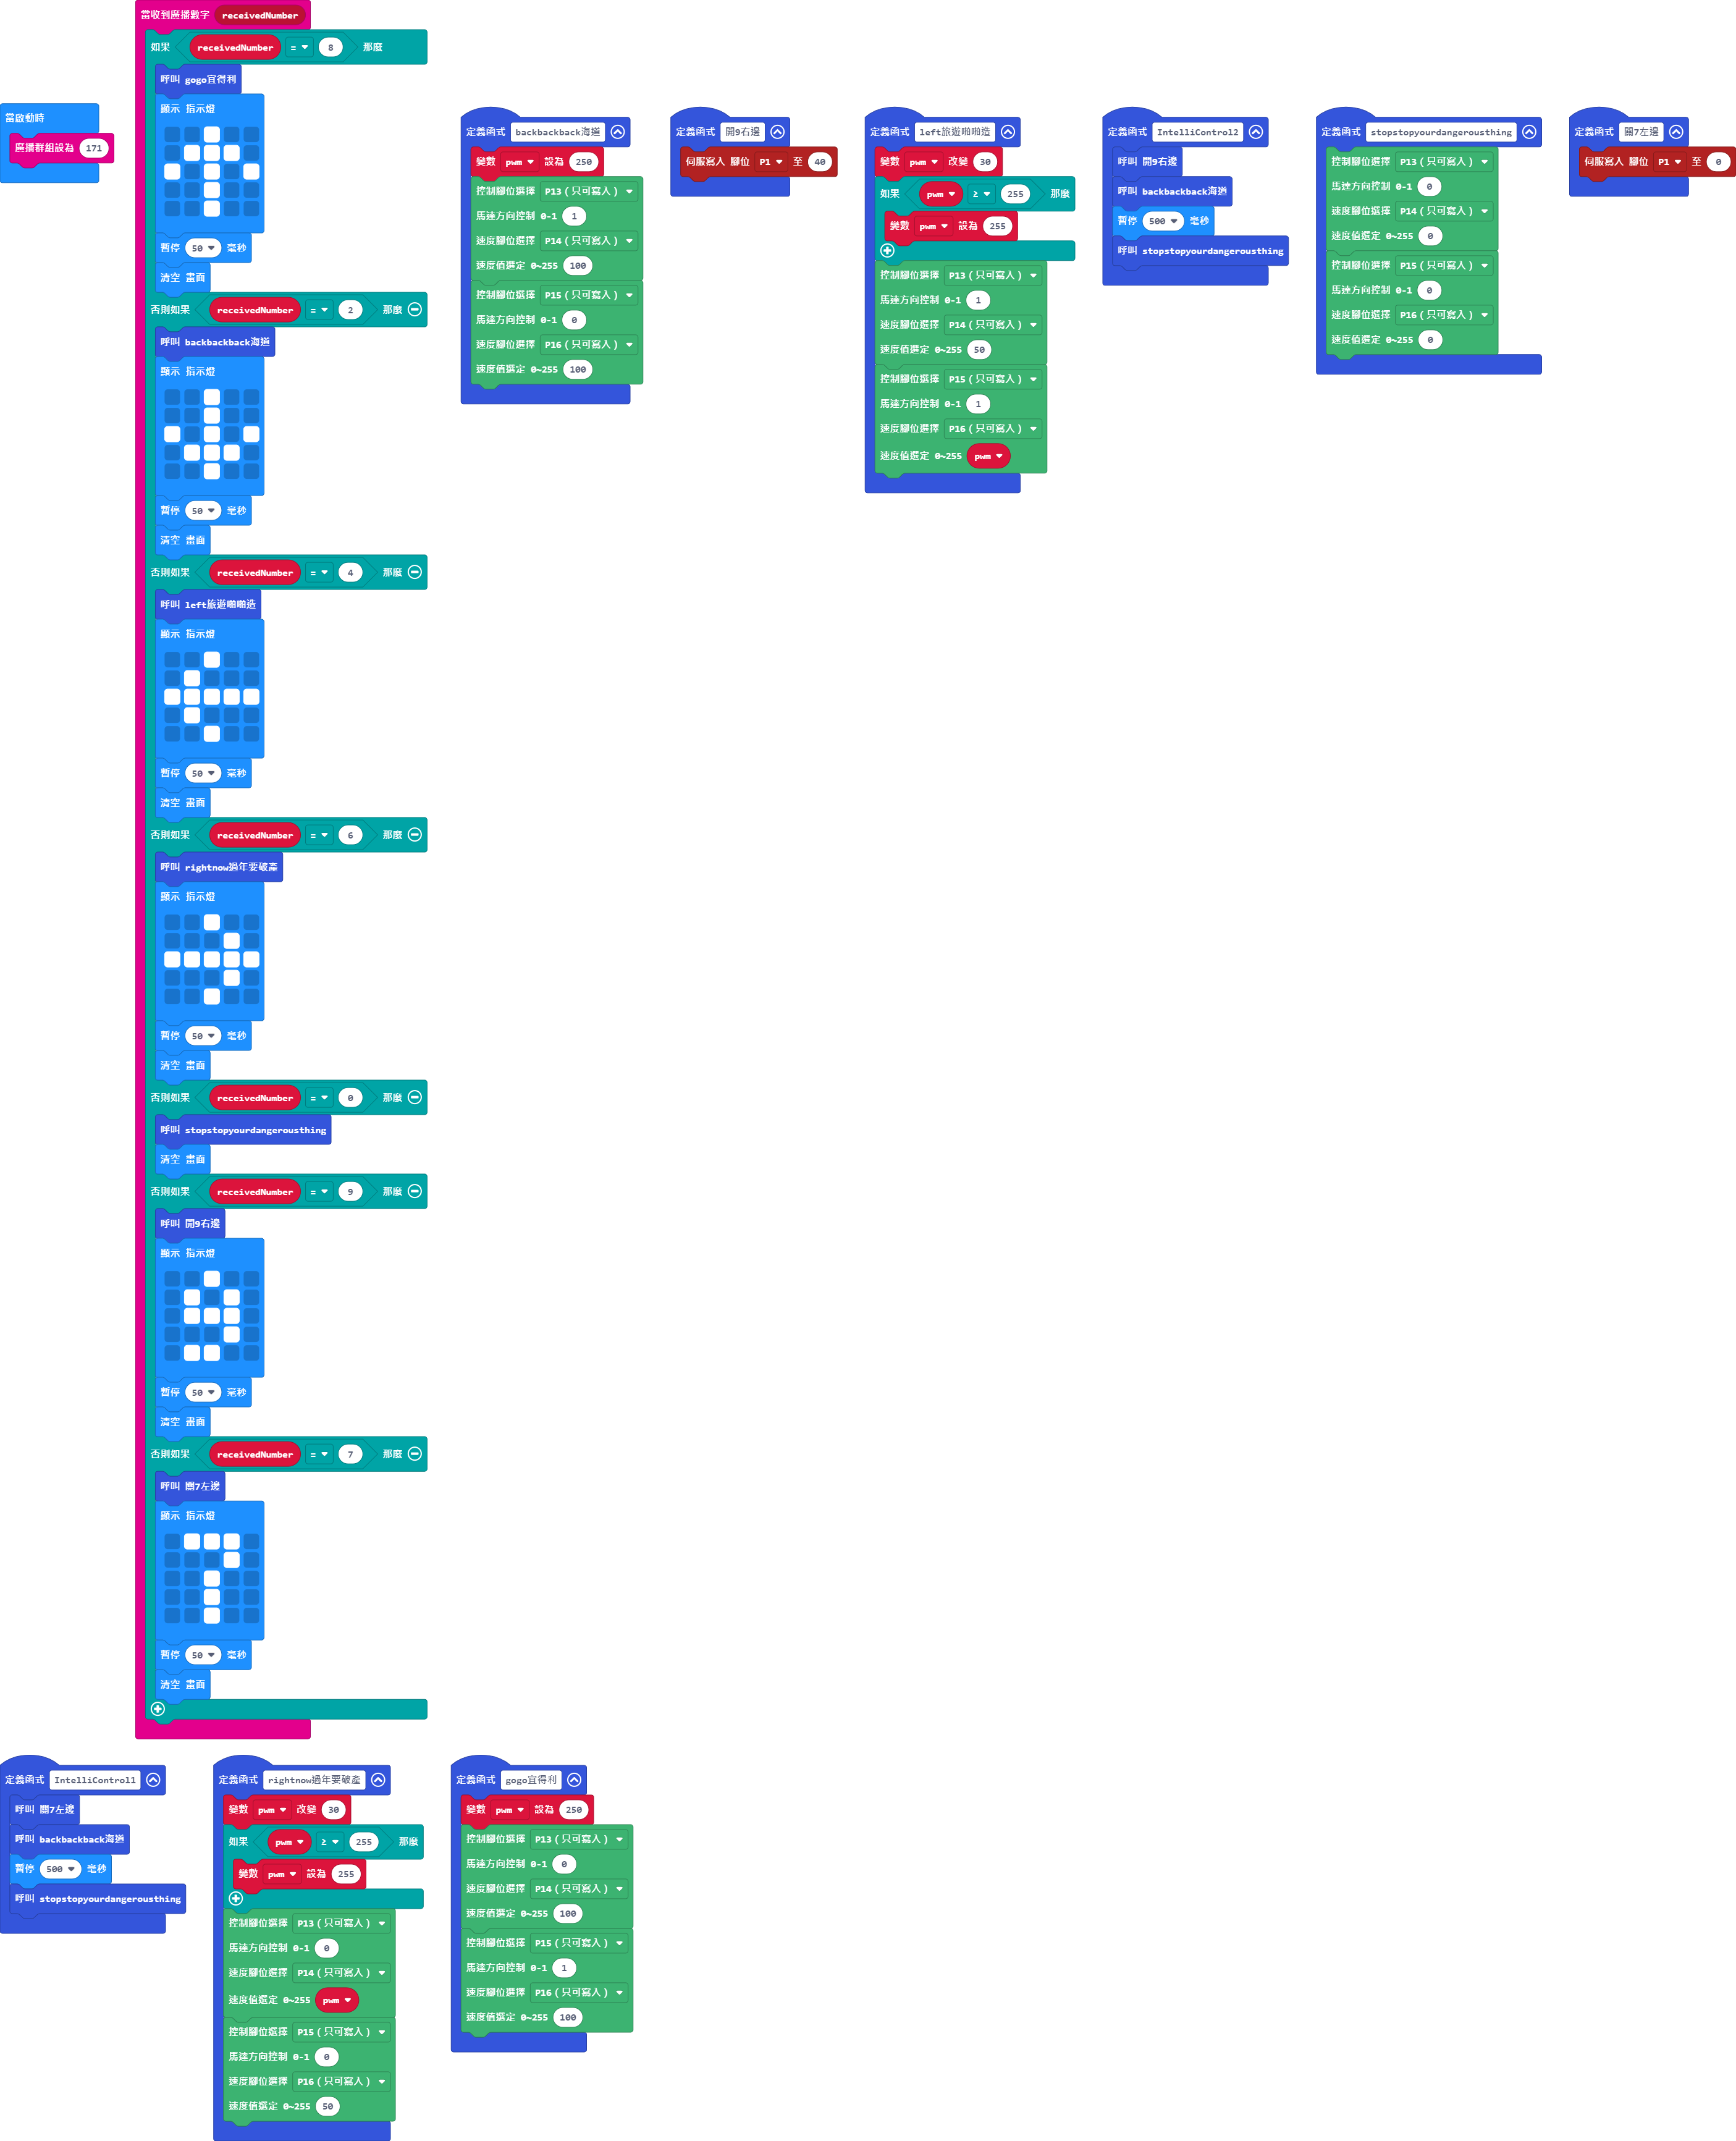 當啟動時
廣播群組設為 171
當收到廣播數字 receivedNumber
如果 receivedNumber = 8 那麼
呼叫 gogo宜得利
顯示 指示燈
暫停 50 毫秒
清空 畫面
否則如果 receivedNumber = 2 那麼
呼叫 backbackback海道
顯示 指示燈
暫停 50 毫秒
清空 畫面
否則如果 receivedNumber = 4 那麼
呼叫 left旅遊啪啪造
顯示 指示燈
暫停 50 毫秒
清空 畫面
否則如果 receivedNumber = 6 那麼
呼叫 rightnow過年要破產
顯示 指示燈
暫停 50 毫秒
清空 畫面
否則如果 receivedNumber = 0 那麼
呼叫 stopstopyourdangerousthing
清空 畫面
否則如果 receivedNumber = 9 那麼
呼叫 開9右邊
顯示 指示燈
暫停 50 毫秒
清空 畫面
否則如果 receivedNumber = 7 那麼
呼叫 關7左邊
顯示 指示燈
暫停 50 毫秒
清空 畫面
定義函式 backbackback海道
變數 pwm 設為 250
控制腳位選擇 P13 ( 只可寫入 )
馬達方向控制 0-1 1
速度腳位選擇 P14 ( 只可寫入 )
速度值選定 0~255 100
控制腳位選擇 P15 ( 只可寫入 )
馬達方向控制 0-1 0
速度腳位選擇 P16 ( 只可寫入 )
速度值選定 0~255 100
定義函式 開9右邊
伺服寫入 腳位 P1 至 40
定義函式 left旅遊啪啪造
變數 pwm 改變 30
如果 pwm ≥ 255 那麼
變數 pwm 設為 255
控制腳位選擇 P13 ( 只可寫入 )
馬達方向控制 0-1 1
速度腳位選擇 P14 ( 只可寫入 )
速度值選定 0~255 50
控制腳位選擇 P15 ( 只可寫入 )
馬達方向控制 0-1 1
速度腳位選擇 P16 ( 只可寫入 )
速度值選定 0~255 pwm
定義函式 IntelliControl2
呼叫 開9右邊
呼叫 backbackback海道
暫停 500 毫秒
呼叫 stopstopyourdangerousthing
定義函式 stopstopyourdangerousthing
控制腳位選擇 P13 ( 只可寫入 )
馬達方向控制 0-1 0
速度腳位選擇 P14 ( 只可寫入 )
速度值選定 0~255 0
控制腳位選擇 P15 ( 只可寫入 )
馬達方向控制 0-1 0
速度腳位選擇 P16 ( 只可寫入 )
速度值選定 0~255 0
定義函式 關7左邊
伺服寫入 腳位 P1 至 0
定義函式 IntelliControl1
呼叫 關7左邊
呼叫 backbackback海道
暫停 500 毫秒
呼叫 stopstopyourdangerousthing
定義函式 rightnow過年要破產
變數 pwm 改變 30
如果 pwm ≥ 255 那麼
變數 pwm 設為 255
控制腳位選擇 P13 ( 只可寫入 )
馬達方向控制 0-1 0
速度腳位選擇 P14 ( 只可寫入 )
速度值選定 0~255 pwm
控制腳位選擇 P15 ( 只可寫入 )
馬達方向控制 0-1 0
速度腳位選擇 P16 ( 只可寫入 )
速度值選定 0~255 50
定義函式 gogo宜得利
變數 pwm 設為 250
控制腳位選擇 P13 ( 只可寫入 )
馬達方向控制 0-1 0
速度腳位選擇 P14 ( 只可寫入 )
速度值選定 0~255 100
控制腳位選擇 P15 ( 只可寫入 )
馬達方向控制 0-1 1
速度腳位選擇 P16 ( 只可寫入 )
速度值選定 0~255 100